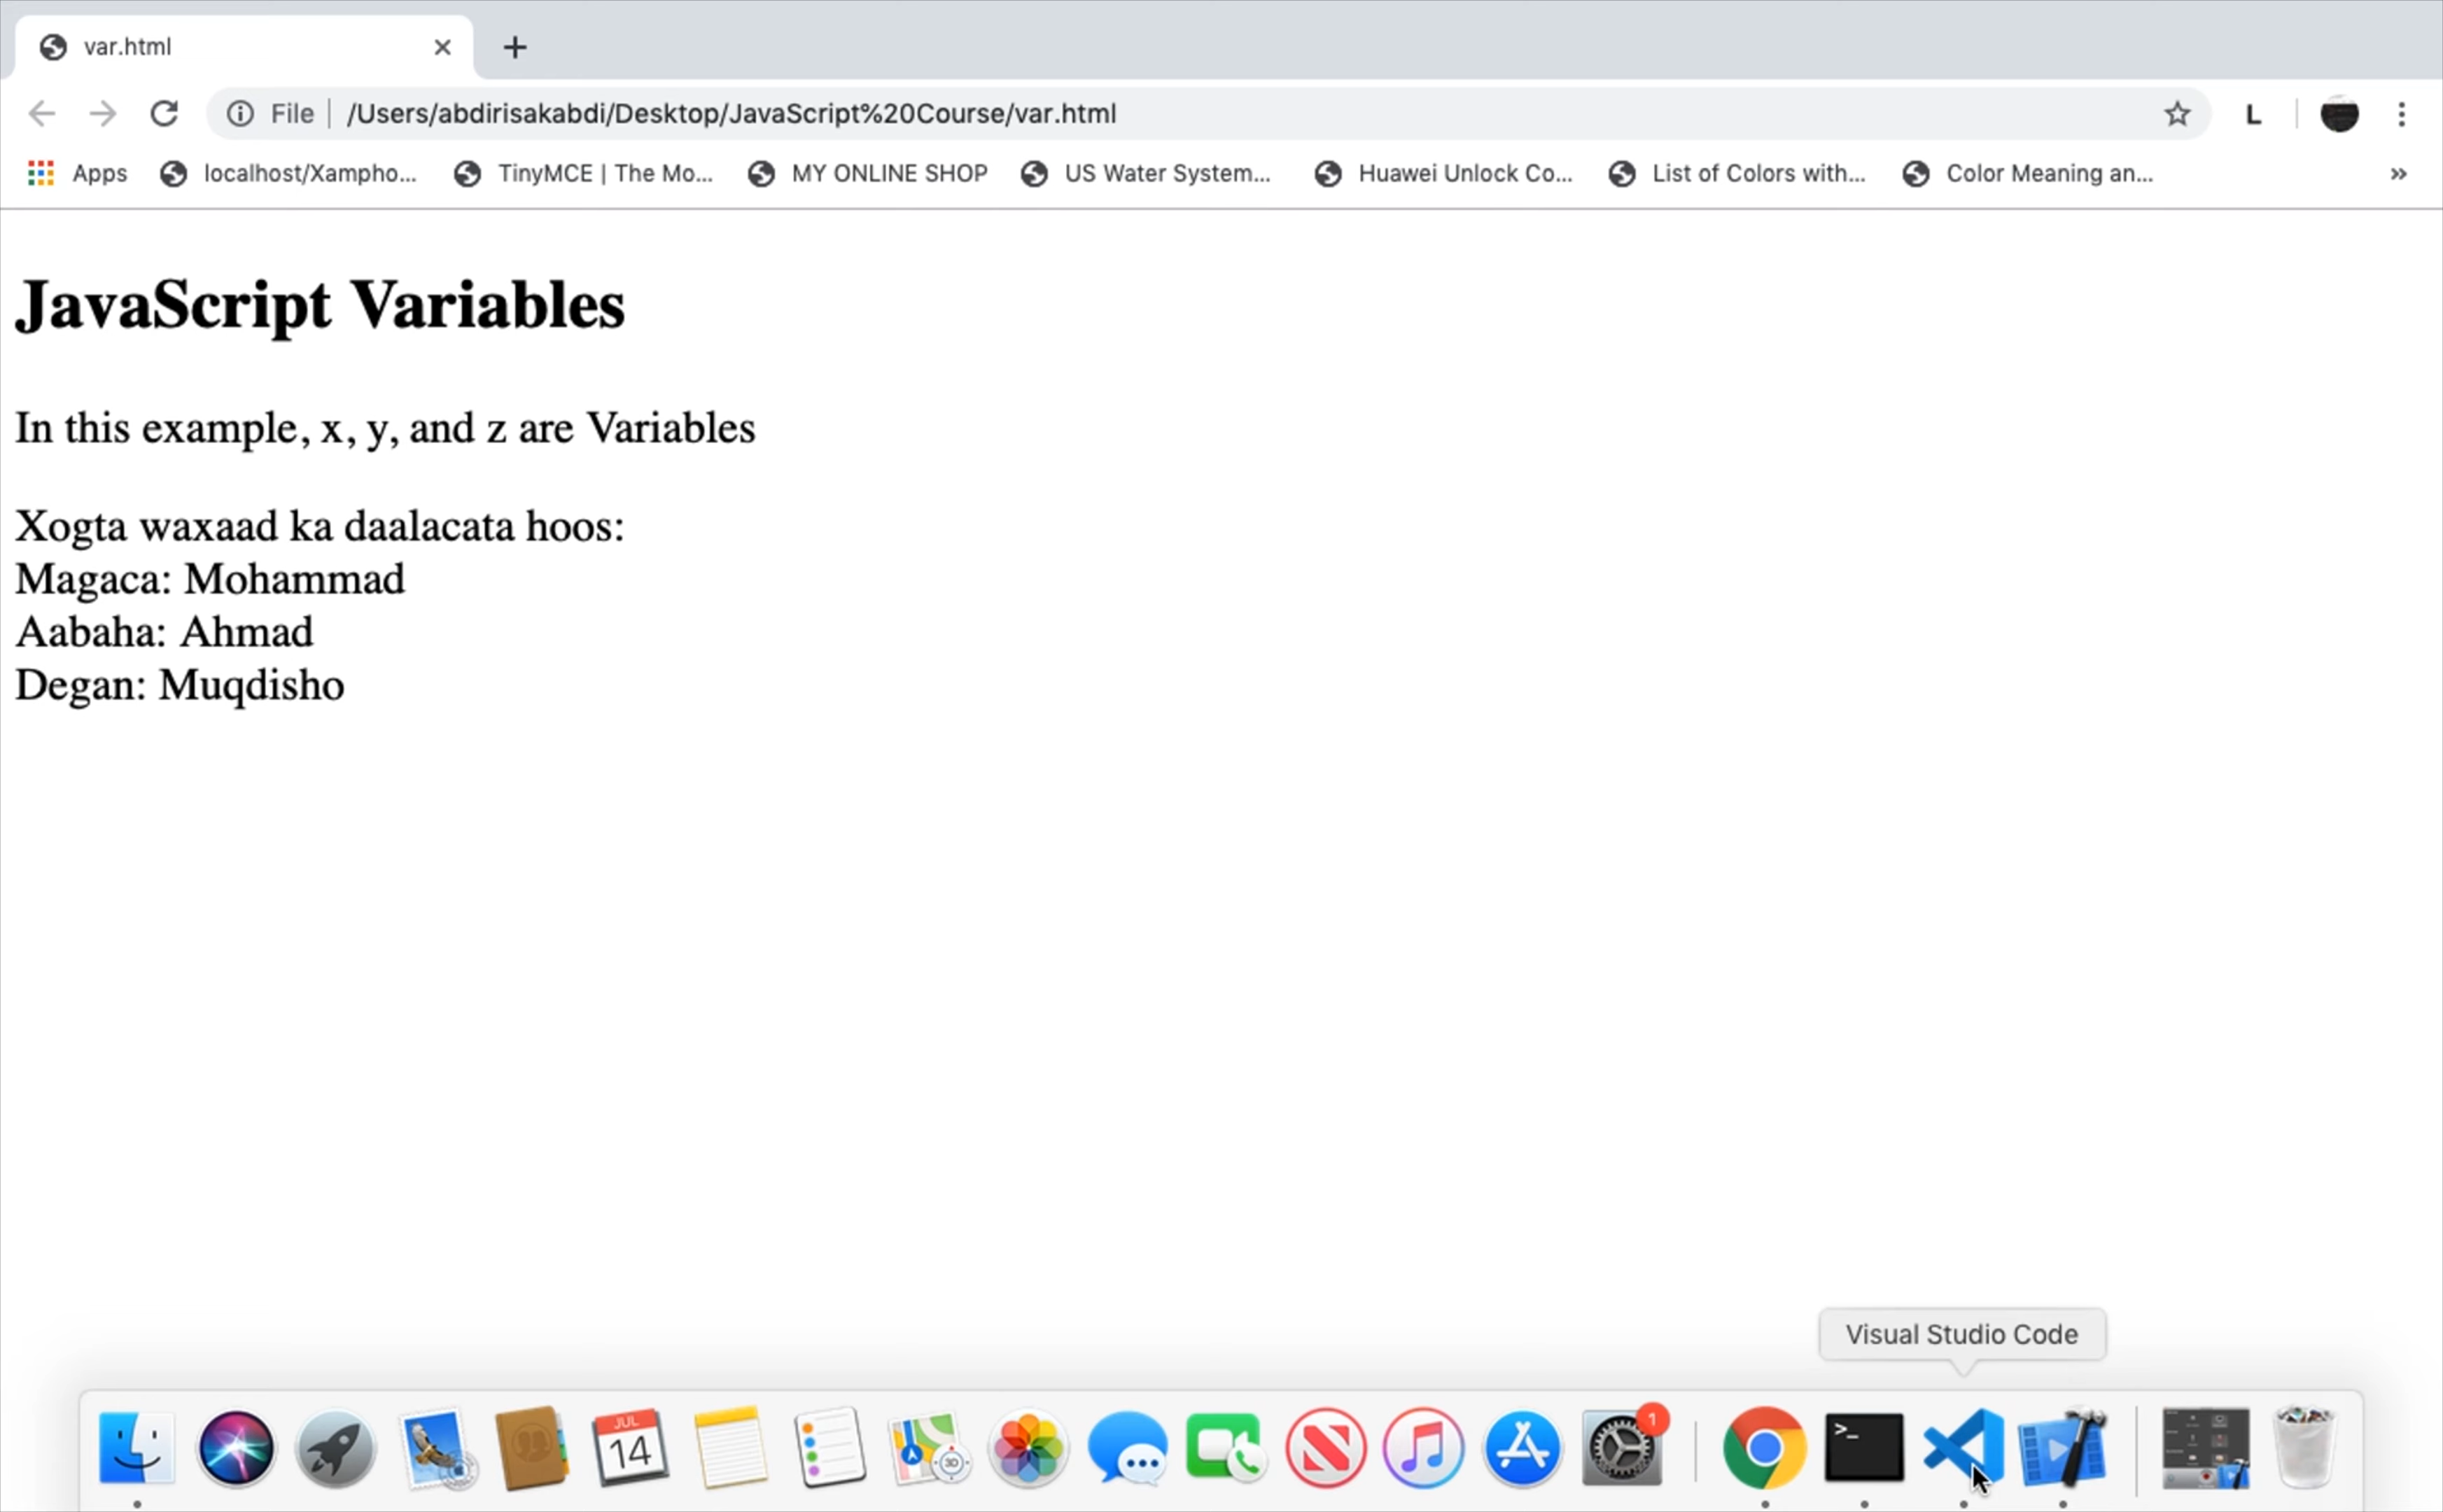 var.html
File
/Users/abdirisakabdi/Desktop/JavaScript%20Course/var.html
L
Apps
localhost/Xampho...
TinyMCE | The Mo...
MY ONLINE SHOP
US Water System...
Huawei Unlock Co...
List of Colors with...
Color Meaning an...
JavaScript Variables
In this example, x, y, and z are Variables
Xogta waxaad ka daalacata hoos:
Magaca: Mohammad
Aabaha: Ahmad
Degan: Muqdisho
Visual Studio Code
JUL
14
3D
1
>_